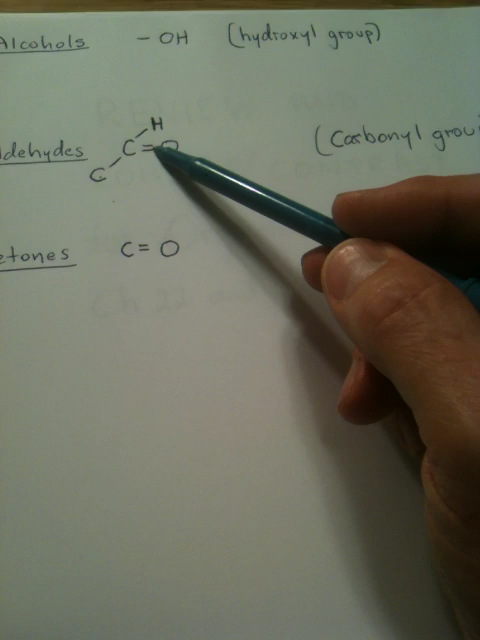 Alcohols - OH (hydroxyl group)
H
ldehydes C=O (Carbonyl grou
C
etones C=O